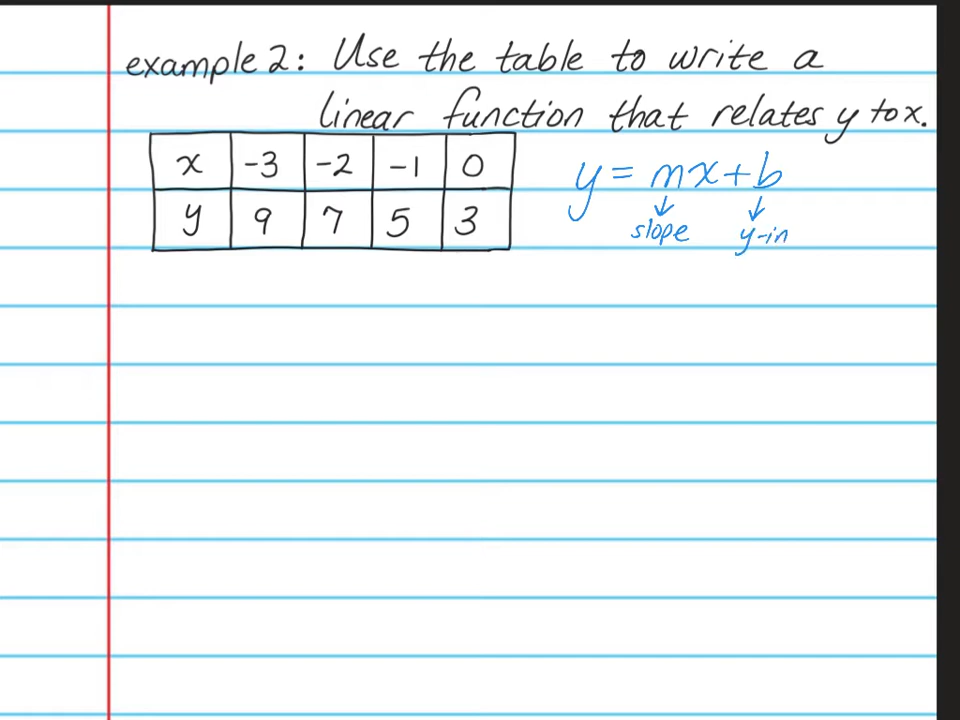 example 2: Use the table to write a
linear function that relates y to x.
x -3 -2 -1 0
y 9 7 5 3
y = mx+b
slope y-in